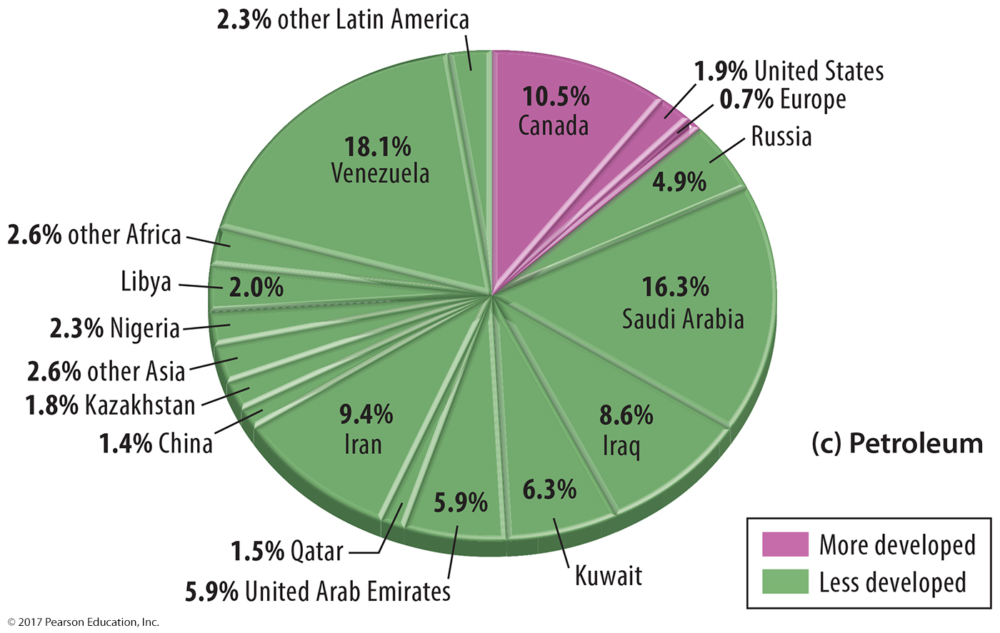 2.3% other Latin America
10.5%
Canada
1.9% United States
0.7% Europe
Russia
4.9%
18.1%
Venezuela
2.6% other Africa
Libya
2.0%
16.3%
Saudi Arabia
2.3% Nigeria
2.6% other Asia
1.8% Kazakhstan
1.4% China
9.4%
Iran
8.6%
Iraq
(c) Petroleum
5.9%
6.3%
1.5% Qatar
5.9% United Arab Emirates
Kuwait
More developed
Less developed
© 2017 Pearson Education, Inc.